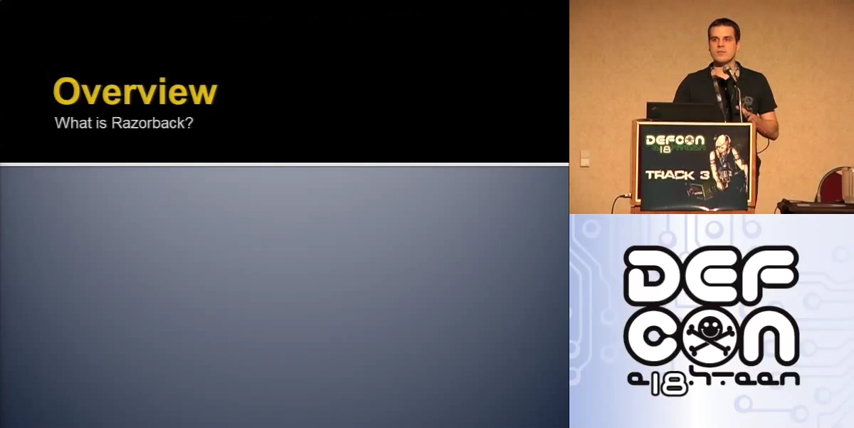 Overview
What is Razorback?
DEFCON
18
TRACK 3
DEF
CON
e18hteen